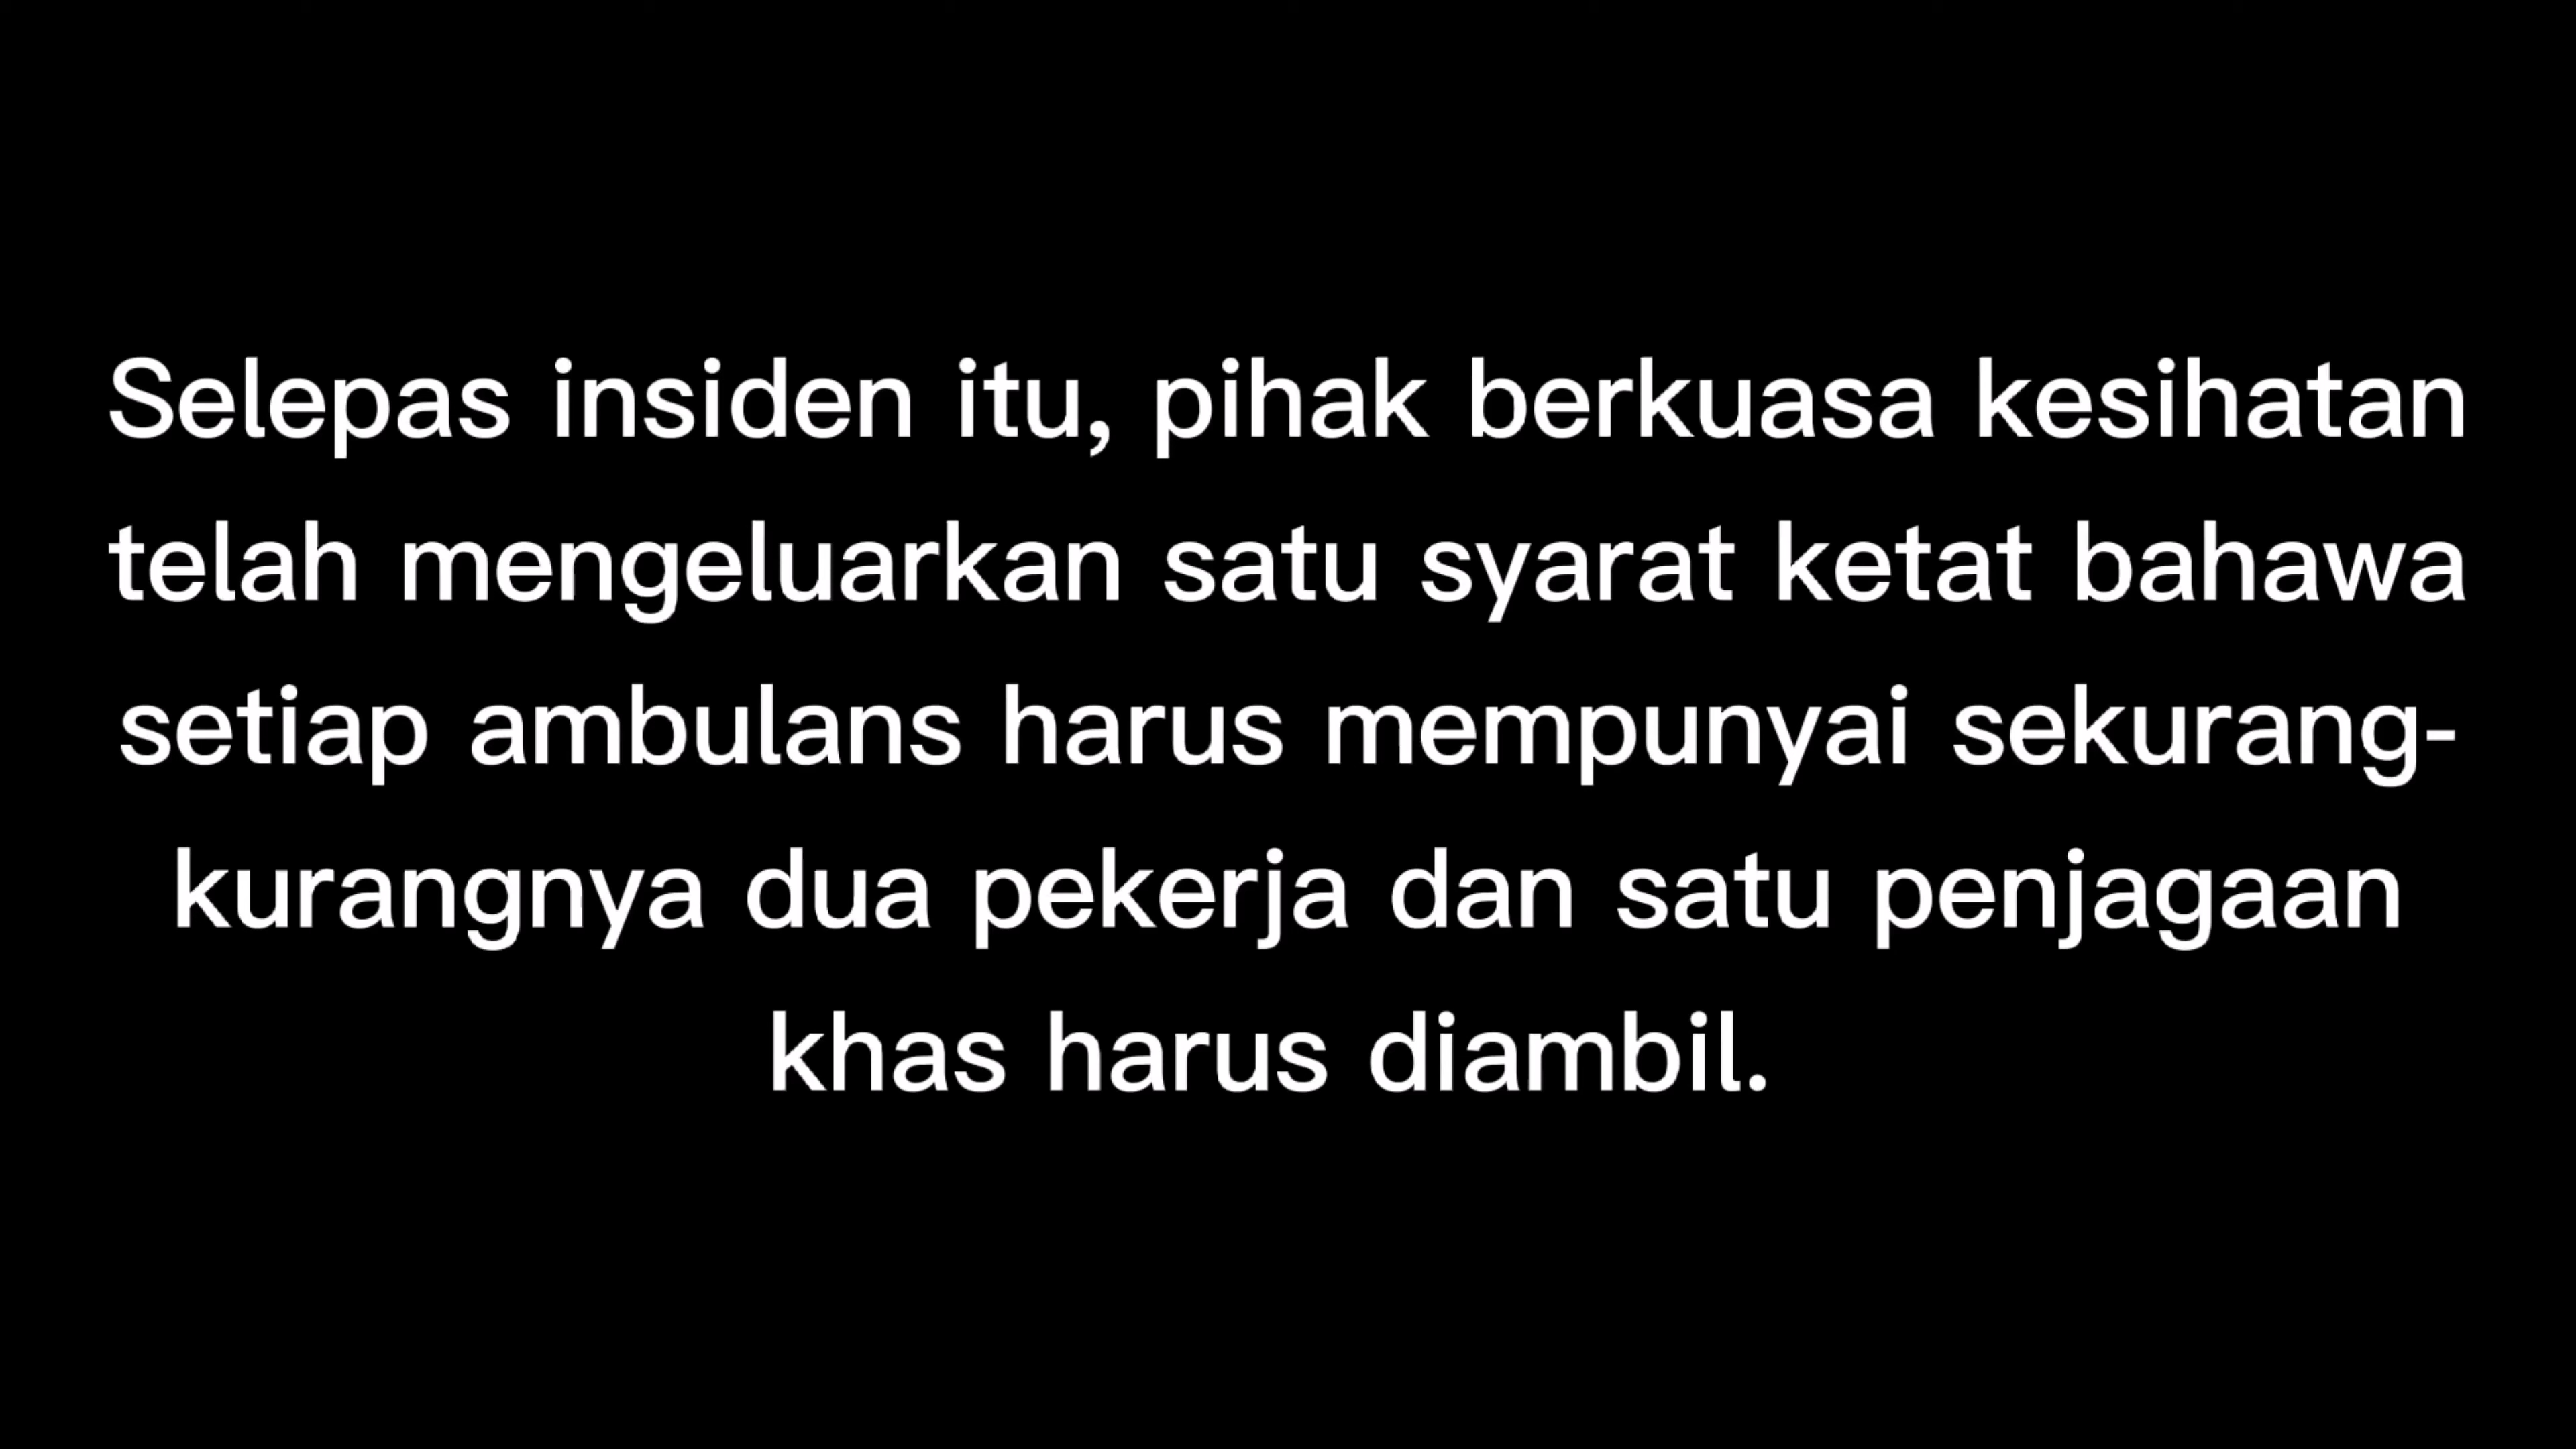 Selepas insiden itu, pihak berkuasa kesihatan
telah mengeluarkan satu syarat ketat bahawa
setiap ambulans harus mempunyai sekurang-
kurangnya dua pekerja dan satu penjagaan
khas harus diambil.